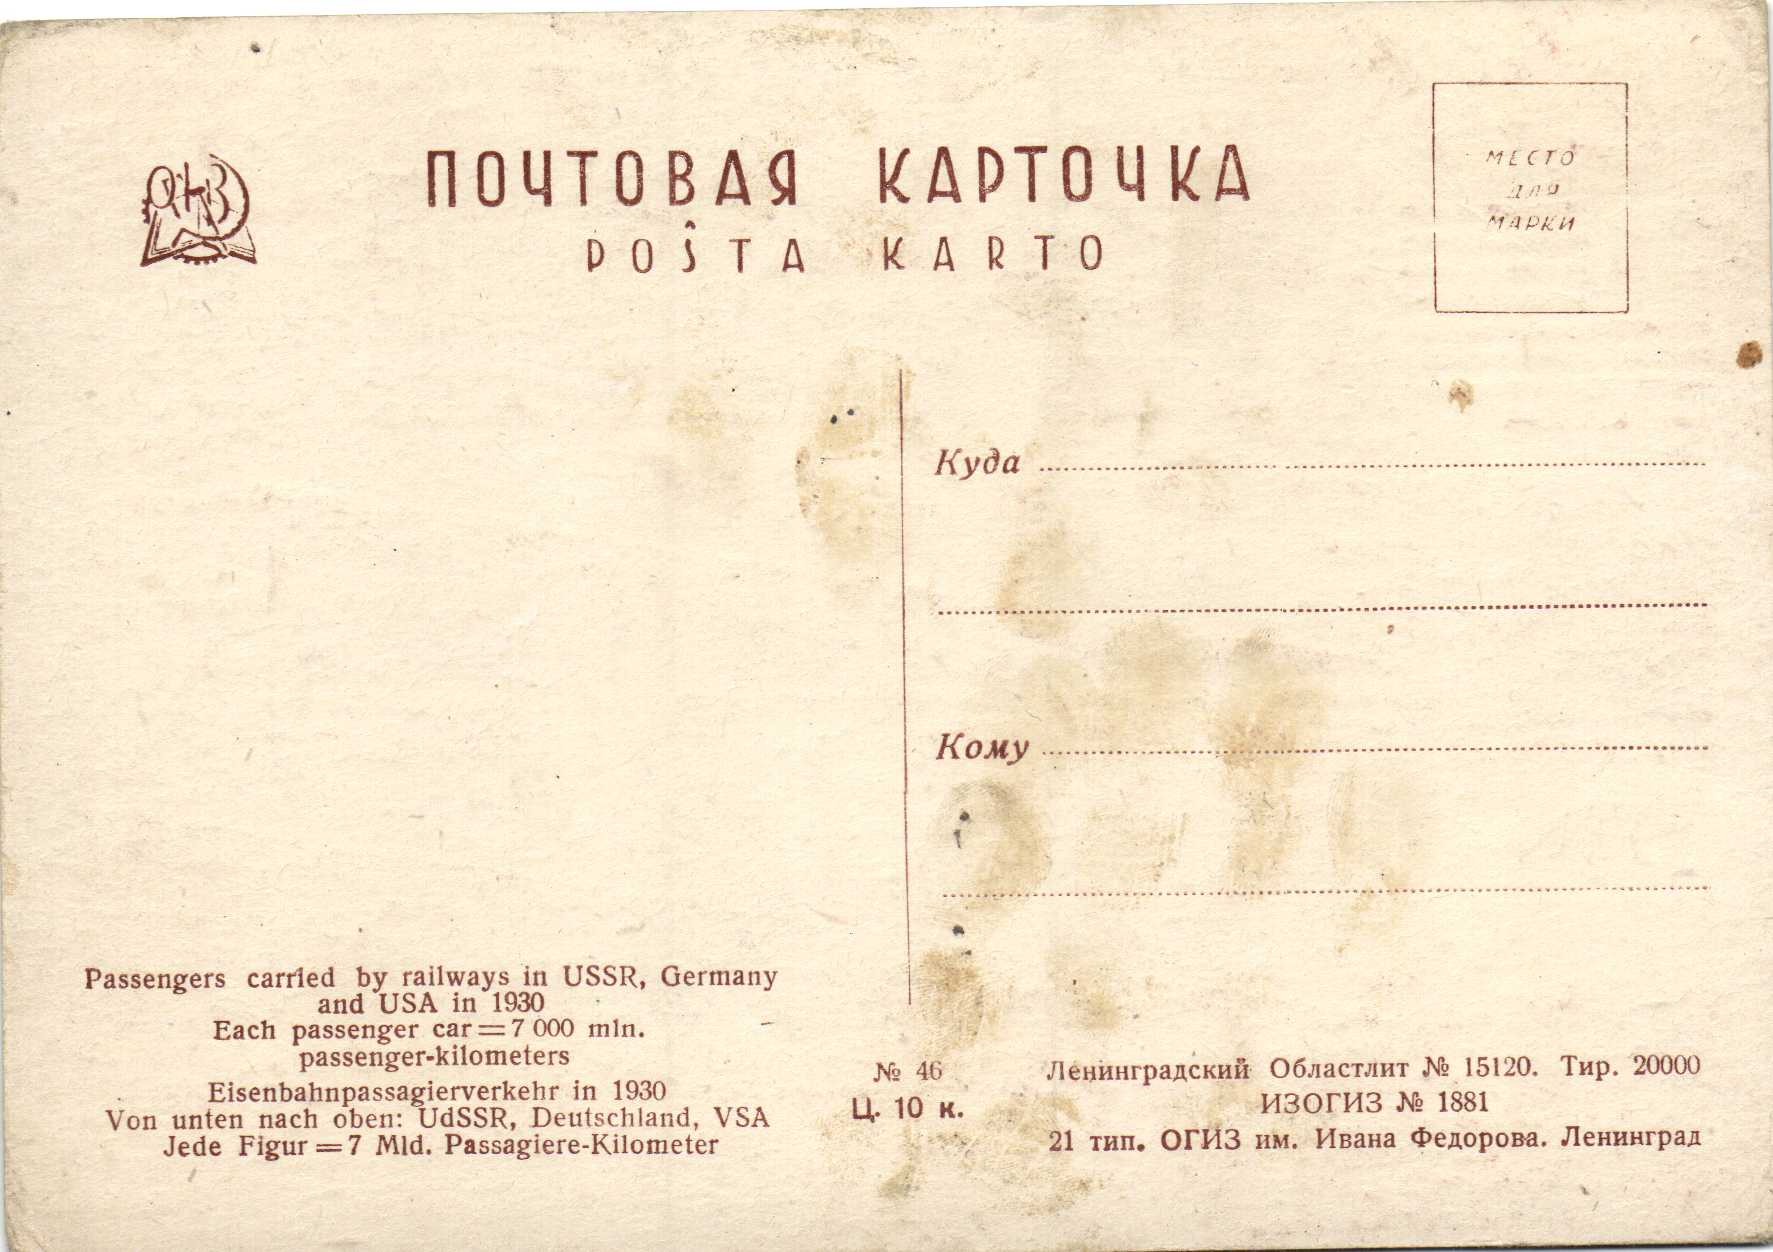 ПОЧТОВАЯ КАРТОЧКА
POŜTA KARTO
МЕСТО
ДЛЯ
МАРКИ
Куда
Кому
Passengers carried by railways in USSR, Germany
and USA in 1930
Each passenger car=7 000 mln.
passenger-kilometers
Eisenbahnpassagierverkehr in 1930
Von unten nach oben: UdSSR, Deutschland, VSA
Jede Figur=7 Mld. Passagiere-Kilometer
№ 46
Ц. 10 к.
Ленинградский Областлит № 15120. Тир. 20000
ИЗОГИЗ № 1881
21 тип. ОГИЗ им. Ивана Федорова. Ленинград